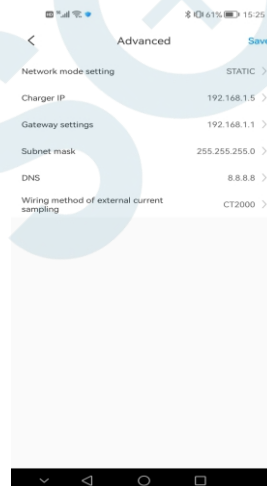 61% 15:25
Advanced Save
Network mode setting STATIC
Charger IP 192.168.1.5
Gateway settings 192.168.1.1
Subnet mask 255.255.255.0
DNS 8.8.8.8
Wiring method of external current
sampling CT2000